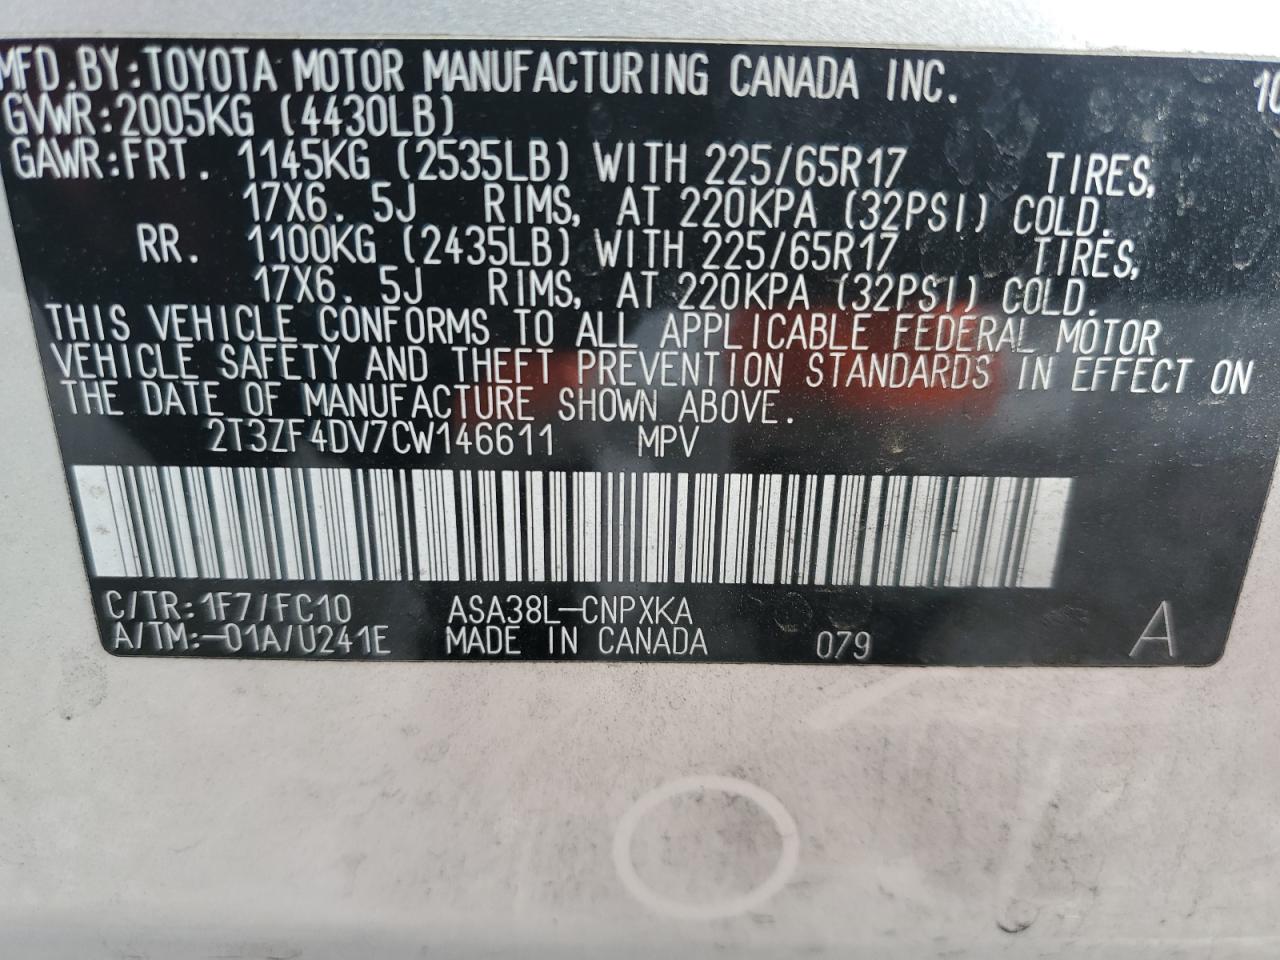 MFD.BY:TOYOTA MOTOR MANUFACTURING CANADA INC. 10
GVWR:2005KG (4430LB)
GAWR:FRT. 1145KG (2535LB) WITH 225/65R17 TIRES,
17X6.5J RIMS, AT 220KPA (32PSI) COLD.
RR. 1100KG (2435LB) WITH 225/65R17 TIRES,
17X6.5J RIMS, AT 220KPA (32PSI) COLD.
THIS VEHICLE CONFORMS TO ALL APPLICABLE FEDERAL MOTOR
VEHICLE SAFETY AND THEFT PREVENTION STANDARDS IN EFFECT ON
THE DATE OF MANUFACTURE SHOWN ABOVE.
2T3ZF4DV7CW146611 MPV
C/TR:1F7/FC10 ASA38L-CNPXKA
A/TM:-01A/U241E MADE IN CANADA 079 A